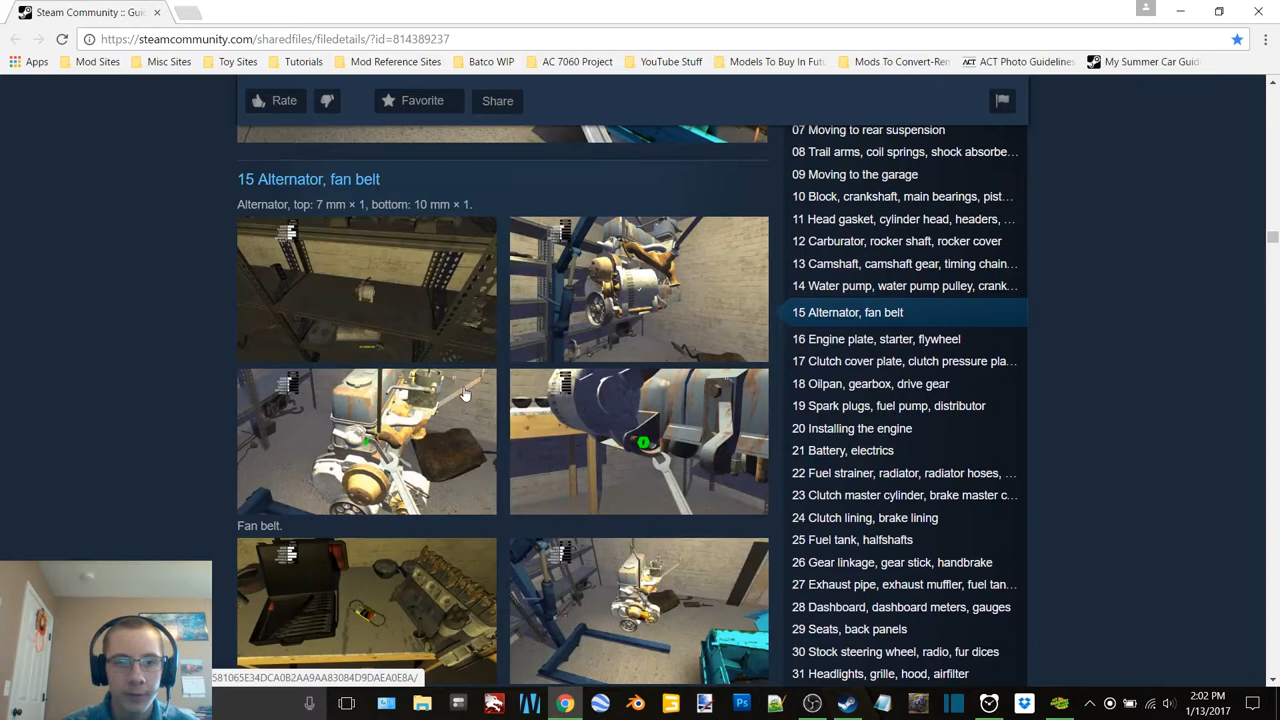 Steam Community :: Gui
https://steamcommunity.com/sharedfiles/filedetails/?id=814389237
Apps Mod Sites Misc Sites Toy Sites Tutorials Mod Reference Sites Batco WIP AC 7060 Project YouTube Stuff Models To Buy In Futu Mods To Convert-Ren ACT ACT Photo Guidelines My Summer Car Guid
Rate Favorite Share
07 Moving to rear suspension
08 Trail arms, coil springs, shock absorbe...
09 Moving to the garage
10 Block, crankshaft, main bearings, pist...
11 Head gasket, cylinder head, headers, ...
12 Carburator, rocker shaft, rocker cover
13 Camshaft, camshaft gear, timing chain...
14 Water pump, water pump pulley, crank...
15 Alternator, fan belt
16 Engine plate, starter, flywheel
17 Clutch cover plate, clutch pressure pla...
18 Oilpan, gearbox, drive gear
19 Spark plugs, fuel pump, distributor
20 Installing the engine
21 Battery, electrics
22 Fuel strainer, radiator, radiator hoses, ...
23 Clutch master cylinder, brake master c...
24 Clutch lining, brake lining
25 Fuel tank, halfshafts
26 Gear linkage, gear stick, handbrake
27 Exhaust pipe, exhaust muffler, fuel tan...
28 Dashboard, dashboard meters, gauges
29 Seats, back panels
30 Stock steering wheel, radio, fur dices
31 Headlights, grille, hood, airfilter
15 Alternator, fan belt
Alternator, top: 7 mm × 1, bottom: 10 mm × 1.
Fan belt.
581065E34DCA0B2AA9AA83084D9DAEA0E8A/
2:02 PM
1/13/2017